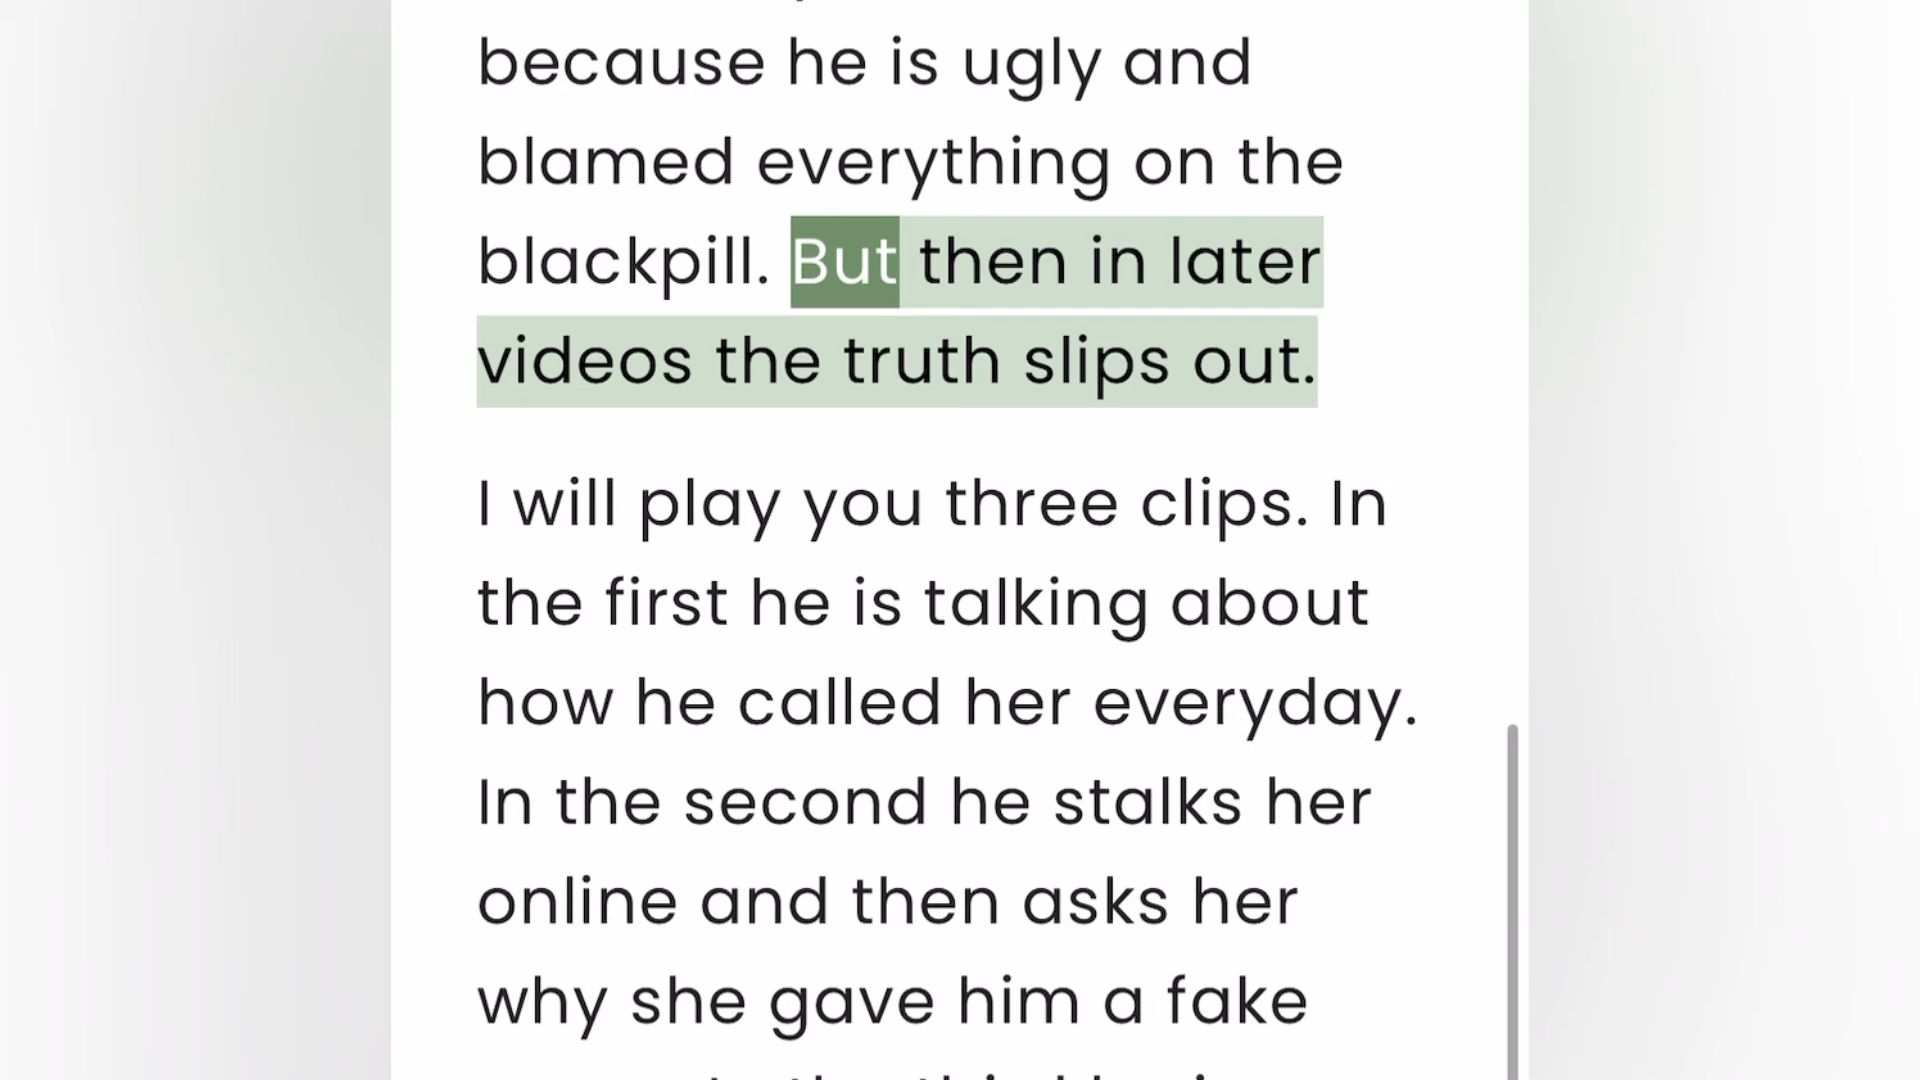 because he is ugly and
blamed everything on the
blackpill. But then in later
videos the truth slips out.
I will play you three clips. In
the first he is talking about
how he called her everyday.
In the second he stalks her
online and then asks her
why she gave him a fake